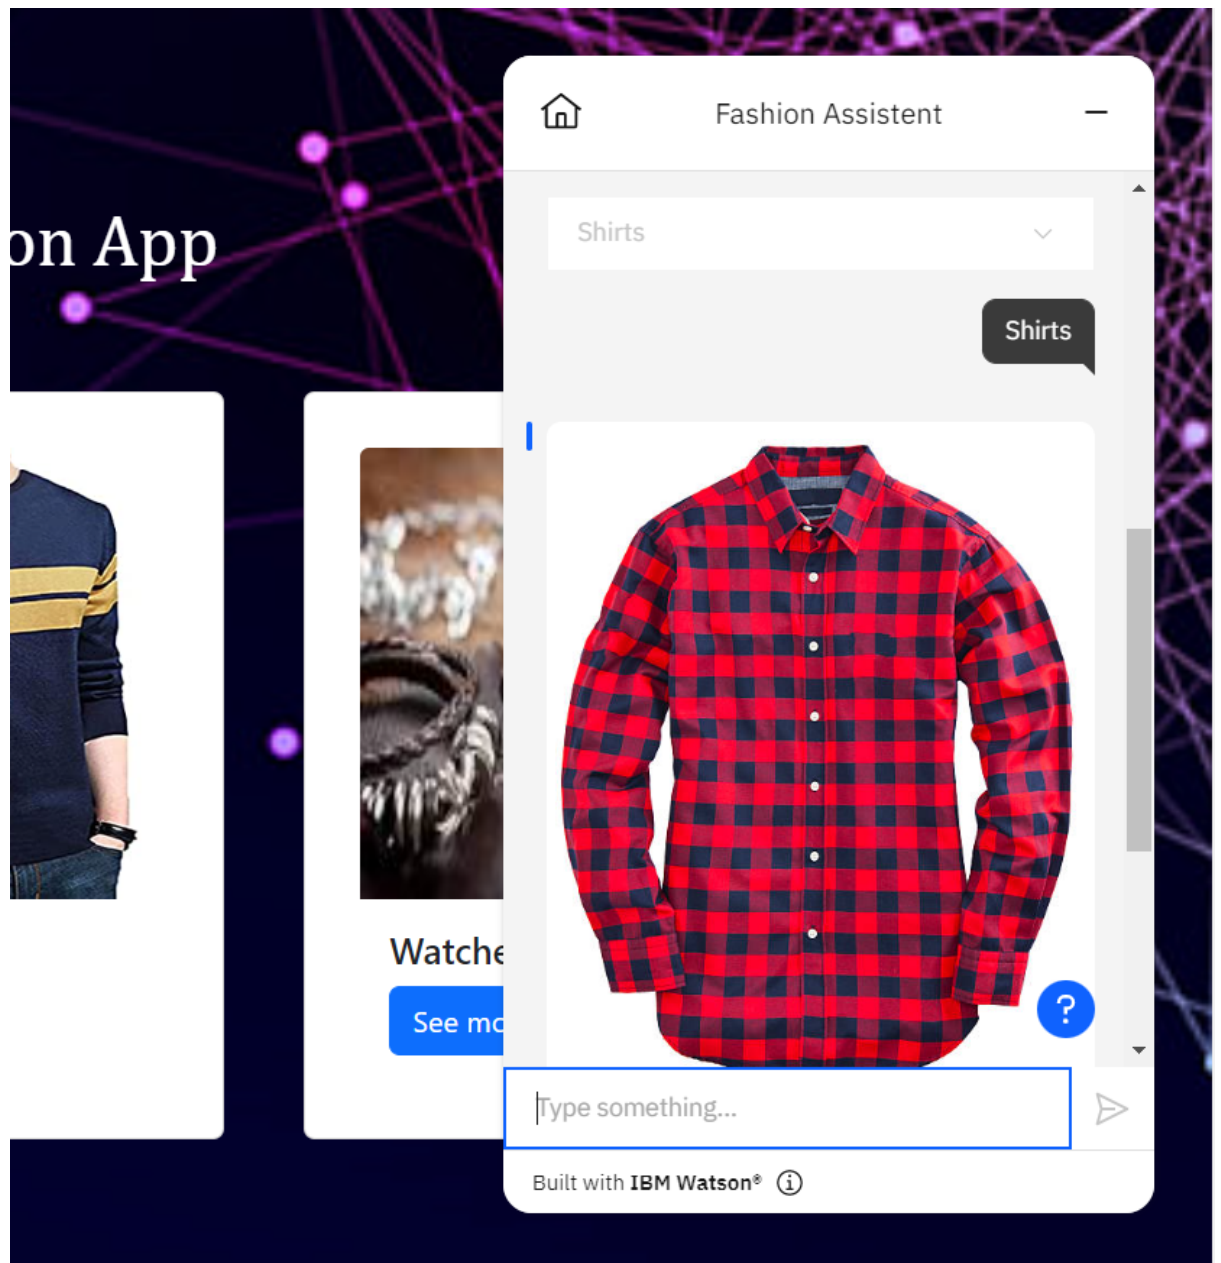 Fashion Assistent
Shirts
on App
Shirts
Watche
See mo
?
Type something...
Built with IBM Watson®